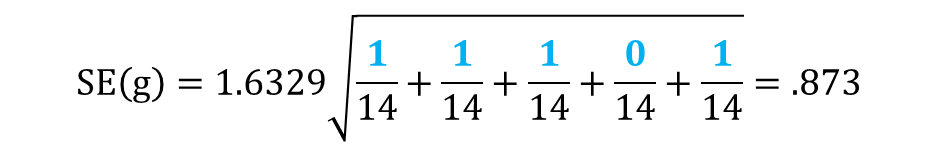 SE(g) = 1.6329 √(1/14 + 1/14 + 1/14 + 0/14 + 1/14) = .873